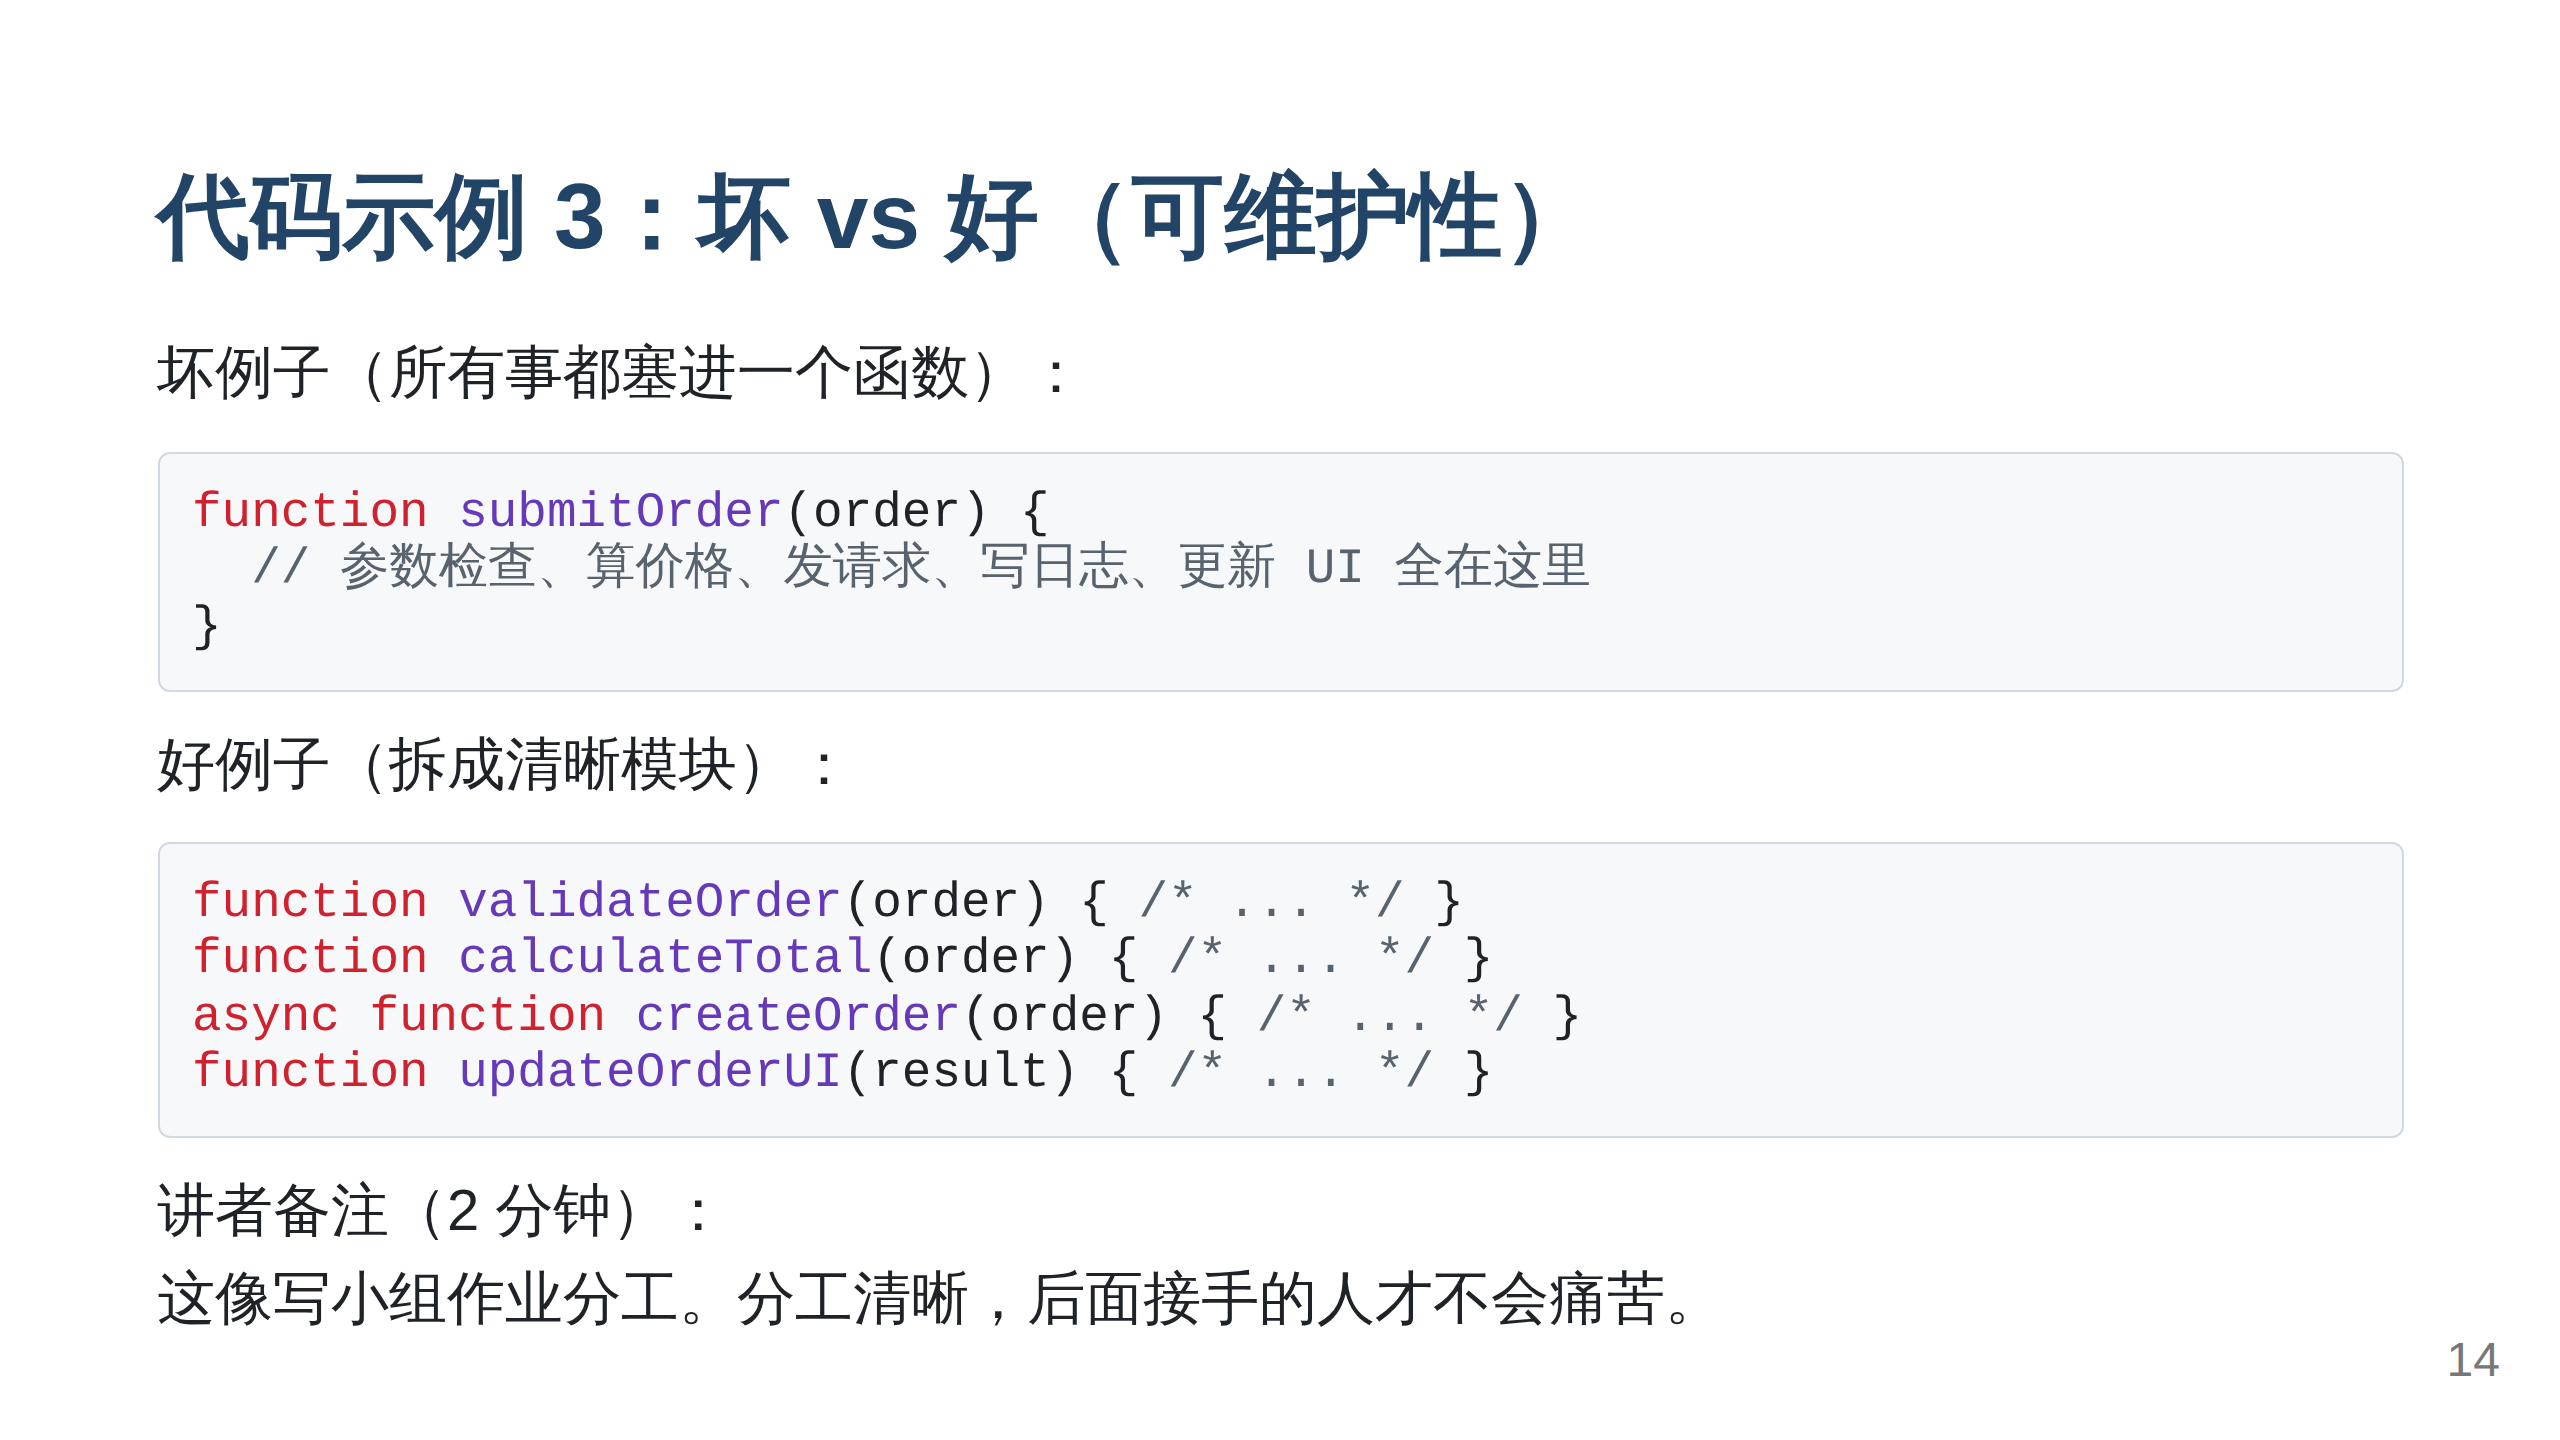 代码示例 3：坏 vs 好（可维护性）
坏例子（所有事都塞进一个函数）：
function submitOrder(order) {
  // 参数检查、算价格、发请求、写日志、更新 UI 全在这里
}
好例子（拆成清晰模块）：
function validateOrder(order) { /* ... */ }
function calculateTotal(order) { /* ... */ }
async function createOrder(order) { /* ... */ }
function updateOrderUI(result) { /* ... */ }
讲者备注（2 分钟）：
这像写小组作业分工。分工清晰，后面接手的人才不会痛苦。
14